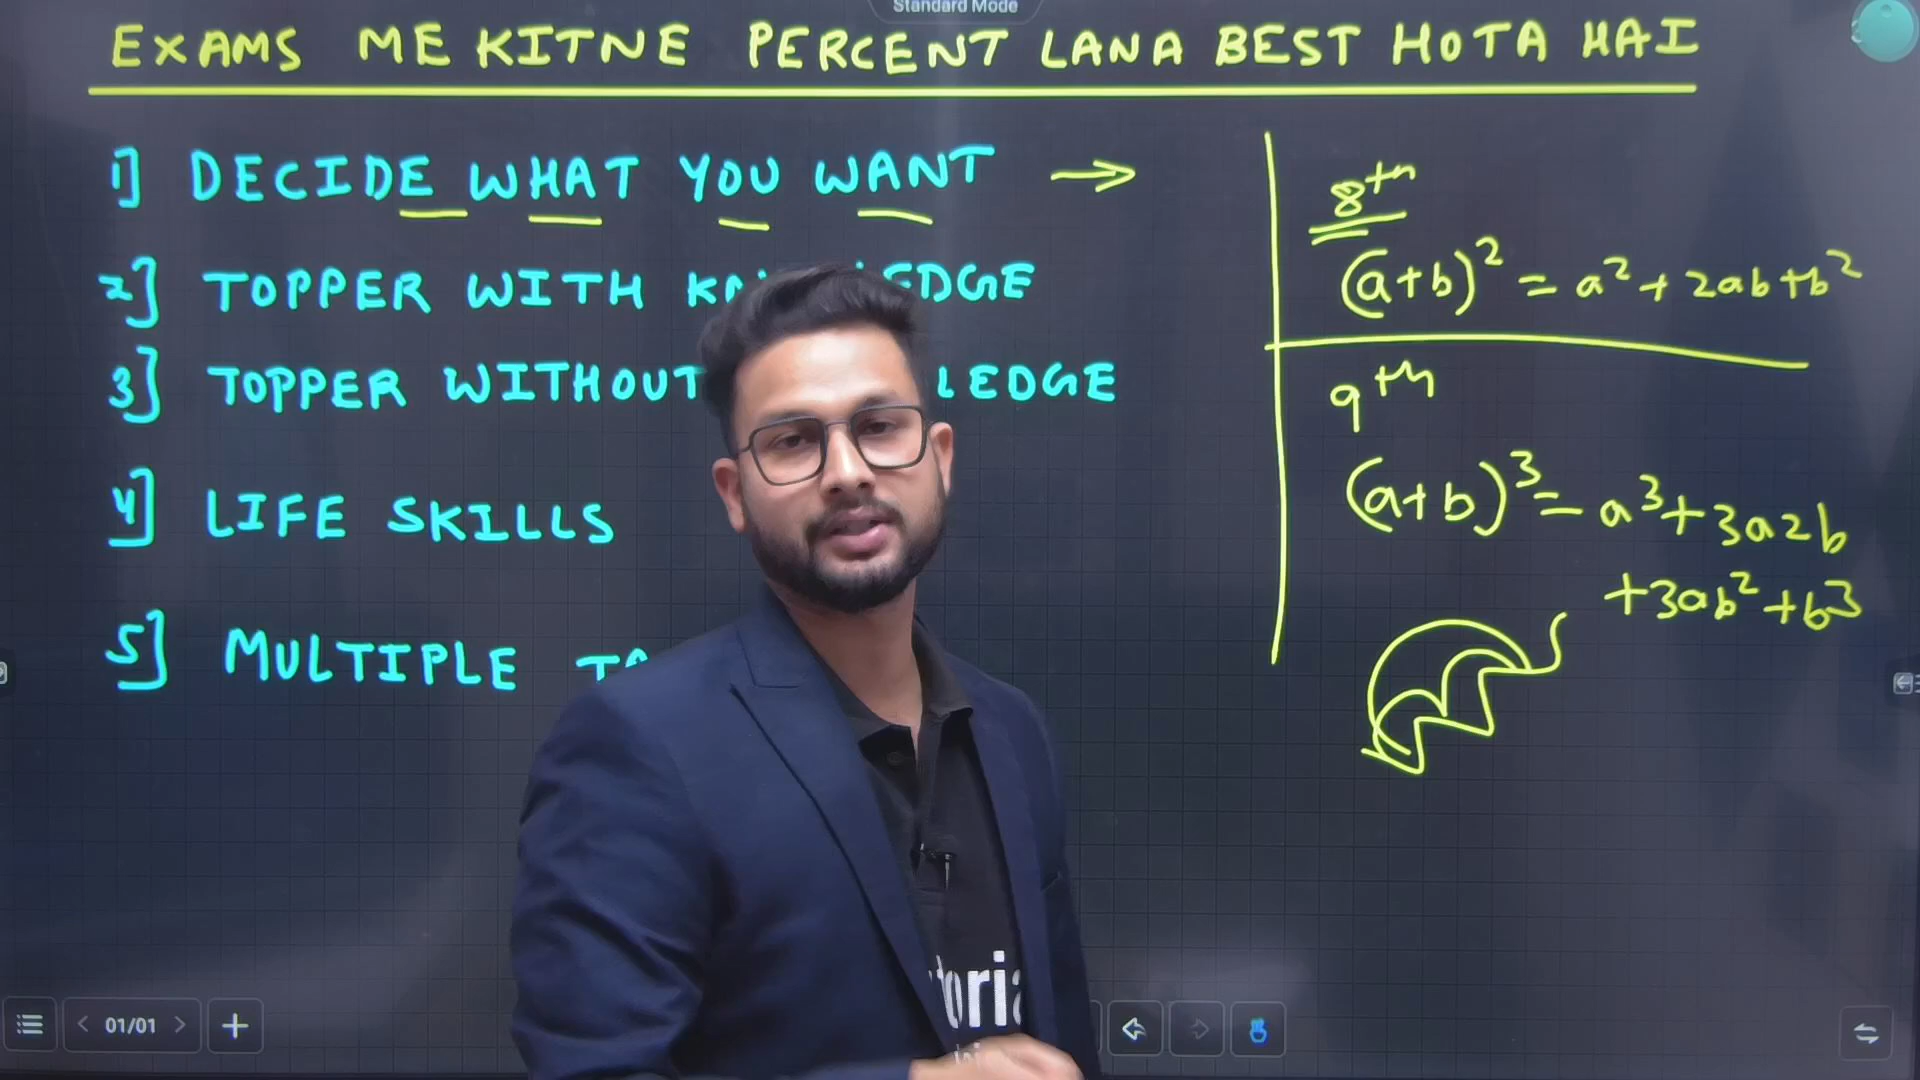 Standard Mode
EXAMS ME KITNE PERCENT LANA BEST HOTA HAI
1] DECIDE WHAT YOU WANT →
2] TOPPER WITH
3] TOPPER WITHOUT
4] LIFE SKILLS
5] MULTIPLE
8th
(a+b)² = a² + 2ab + b²
9th
(a+b)³ = a³ + 3a2b
+3ab² + b3
01/01